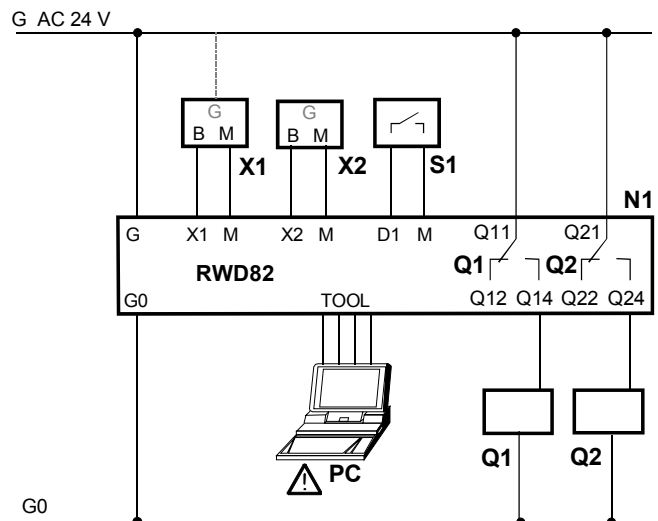 G AC 24 V
G G
B M B M
X1 X2 S1
N1
G X1 M X2 M D1 M Q11 Q21
RWD82 Q1 Q2
G0 TOOL Q12 Q14 Q22 Q24
PC Q1 Q2
G0